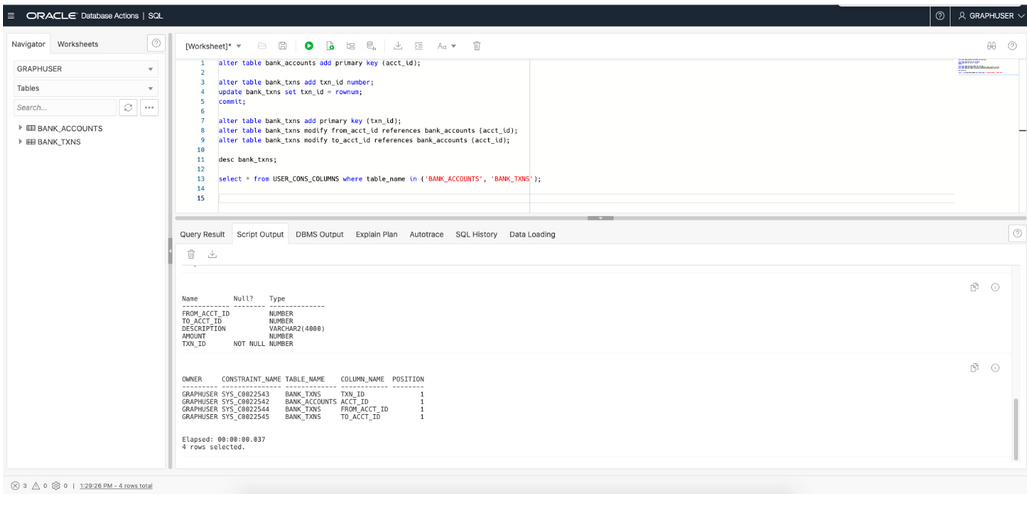 ORACLE Database Actions | SQL
GRAPHUSER
Navigator Worksheets
GRAPHUSER
Tables
Search...
BANK_ACCOUNTS
BANK_TXNS
[Worksheet]*
Aa
1 alter table bank_accounts add primary key (acct_id);
2
3 alter table bank_txns add txn_id number;
4 update bank_txns set txn_id = rownum;
5 commit;
6
7 alter table bank_txns add primary key (txn_id);
8 alter table bank_txns modify from_acct_id references bank_accounts (acct_id);
9 alter table bank_txns modify to_acct_id references bank_accounts (acct_id);
10
11 desc bank_txns;
12
13 select * from USER_CONS_COLUMNS where table_name in ('BANK_ACCOUNTS', 'BANK_TXNS');
14
15
Query Result Script Output DBMS Output Explain Plan Autotrace SQL History Data Loading
Name Null? Type
------------ -------- --------------
FROM_ACCT_ID NUMBER
TO_ACCT_ID NUMBER
DESCRIPTION VARCHAR2(4000)
AMOUNT NUMBER
TXN_ID NOT NULL NUMBER
OWNER CONSTRAINT_NAME TABLE_NAME COLUMN_NAME POSITION
--------- --------------- ------------- ------------ --------
GRAPHUSER SYS_C0022543 BANK_TXNS TXN_ID 1
GRAPHUSER SYS_C0022542 BANK_ACCOUNTS ACCT_ID 1
GRAPHUSER SYS_C0022544 BANK_TXNS FROM_ACCT_ID 1
GRAPHUSER SYS_C0022545 BANK_TXNS TO_ACCT_ID 1
Elapsed: 00:00:00.037
4 rows selected.
3 0 0 | 1:29:26 PM - 4 rows total